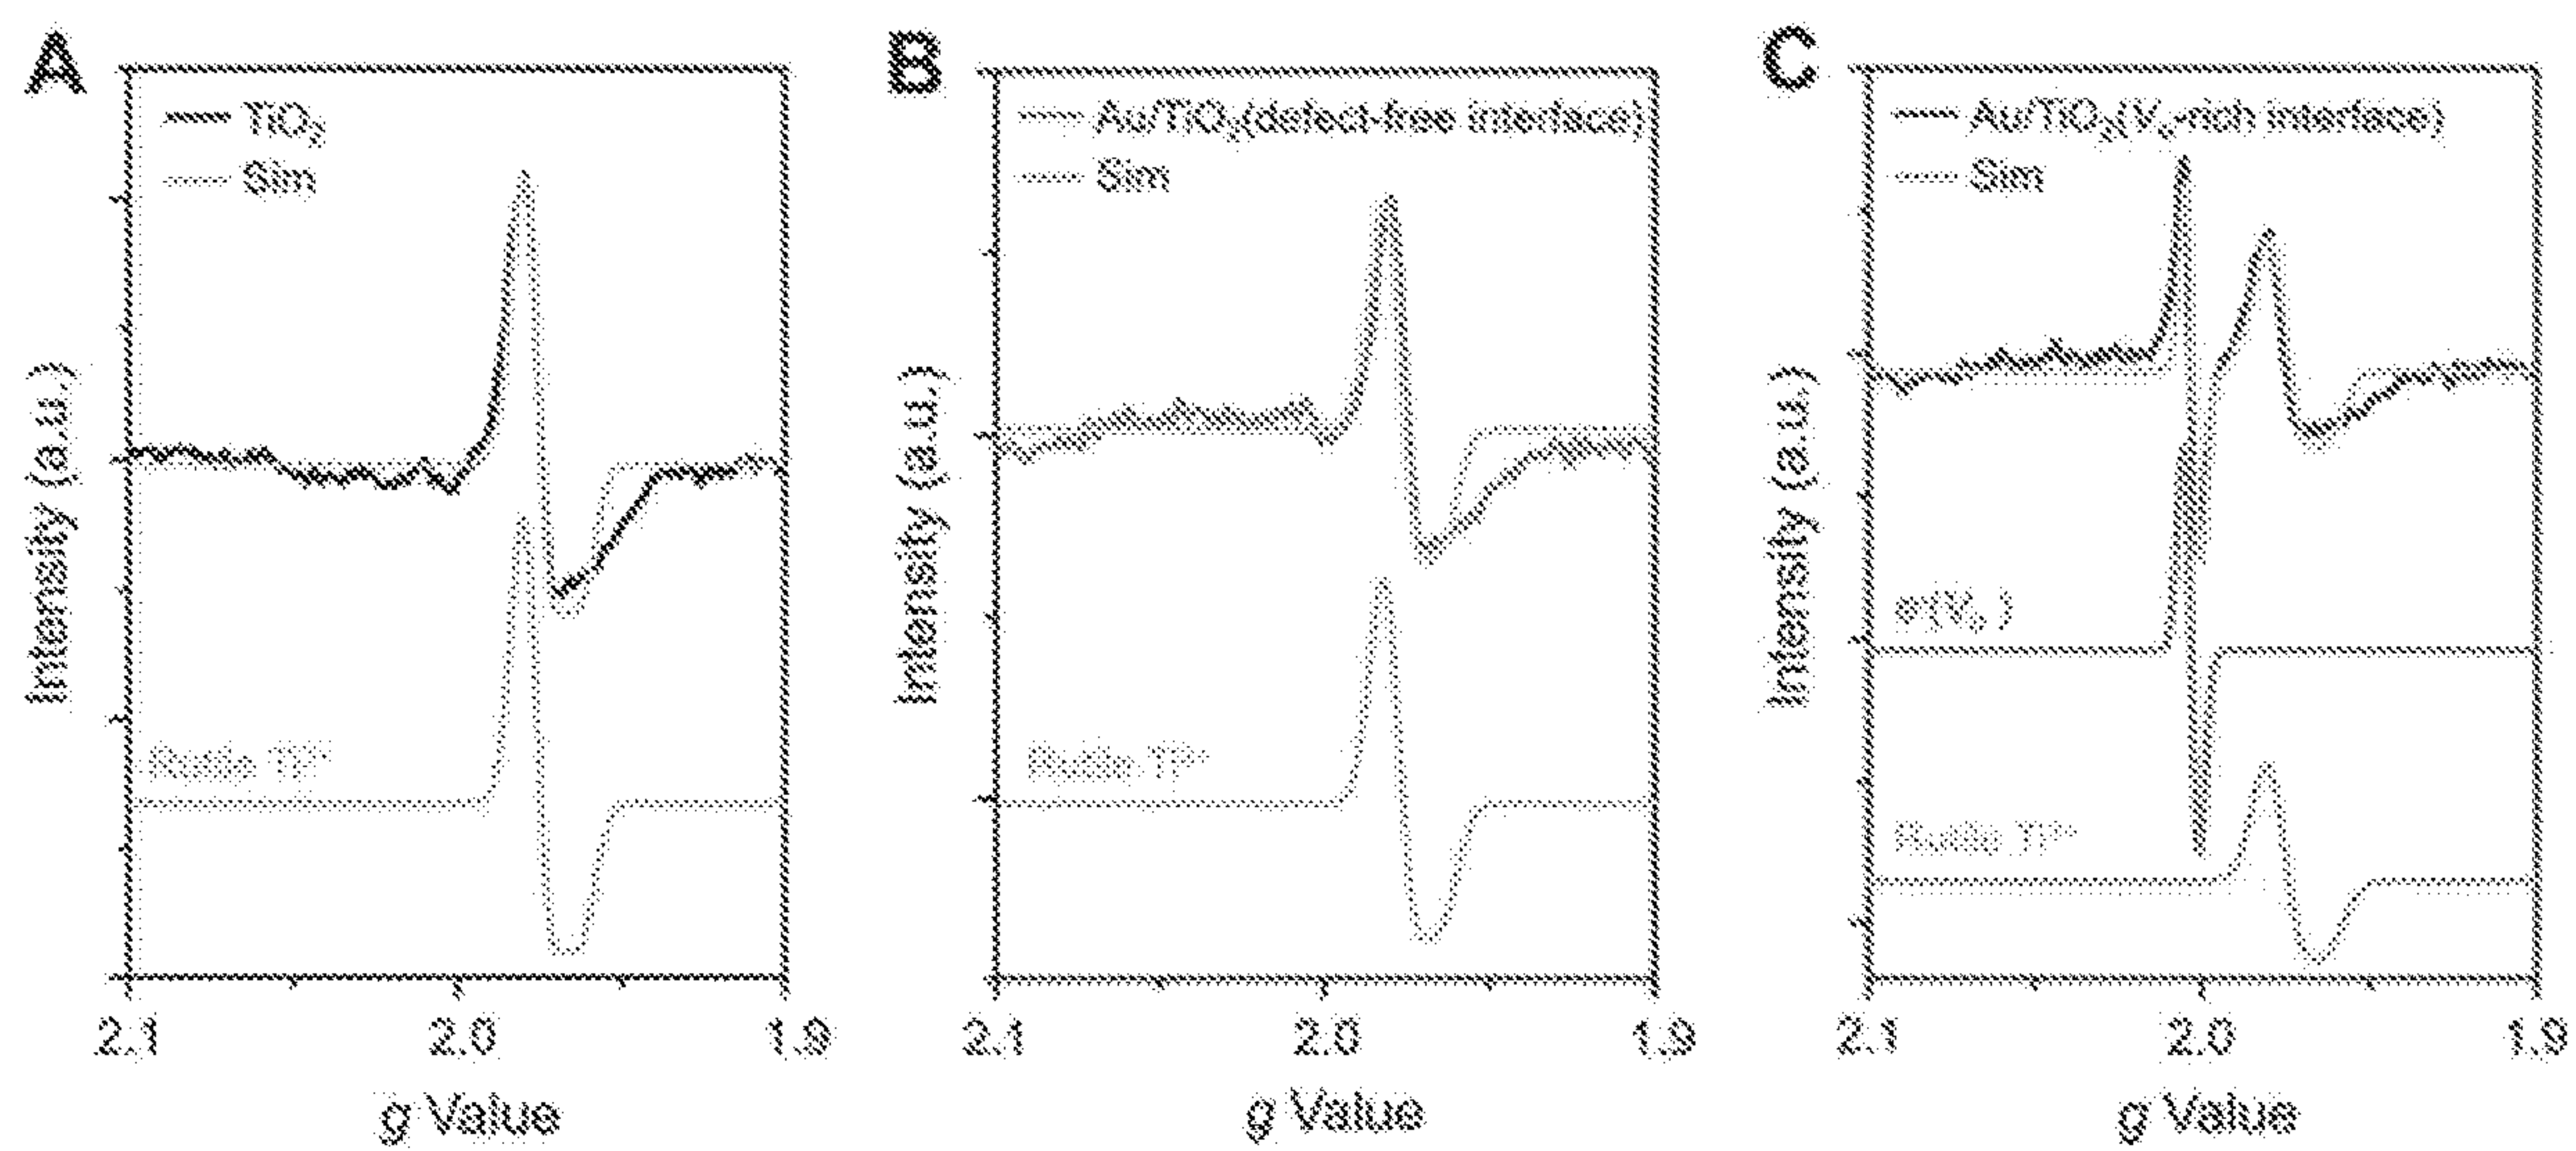 A
TiO₂
Sim
Intensity (a.u.)
Rutile Ti³⁺
2.1 2.0 1.9
g Value
B
Au/TiO₂(defect-free interface)
Sim
Intensity (a.u.)
Rutile Ti³⁺
2.1 2.0 1.9
g Value
C
Au/TiO₂(Vₒ-rich interface)
Sim
Intensity (a.u.)
Rutile Ti³⁺
2.1 2.0 1.9
g Value